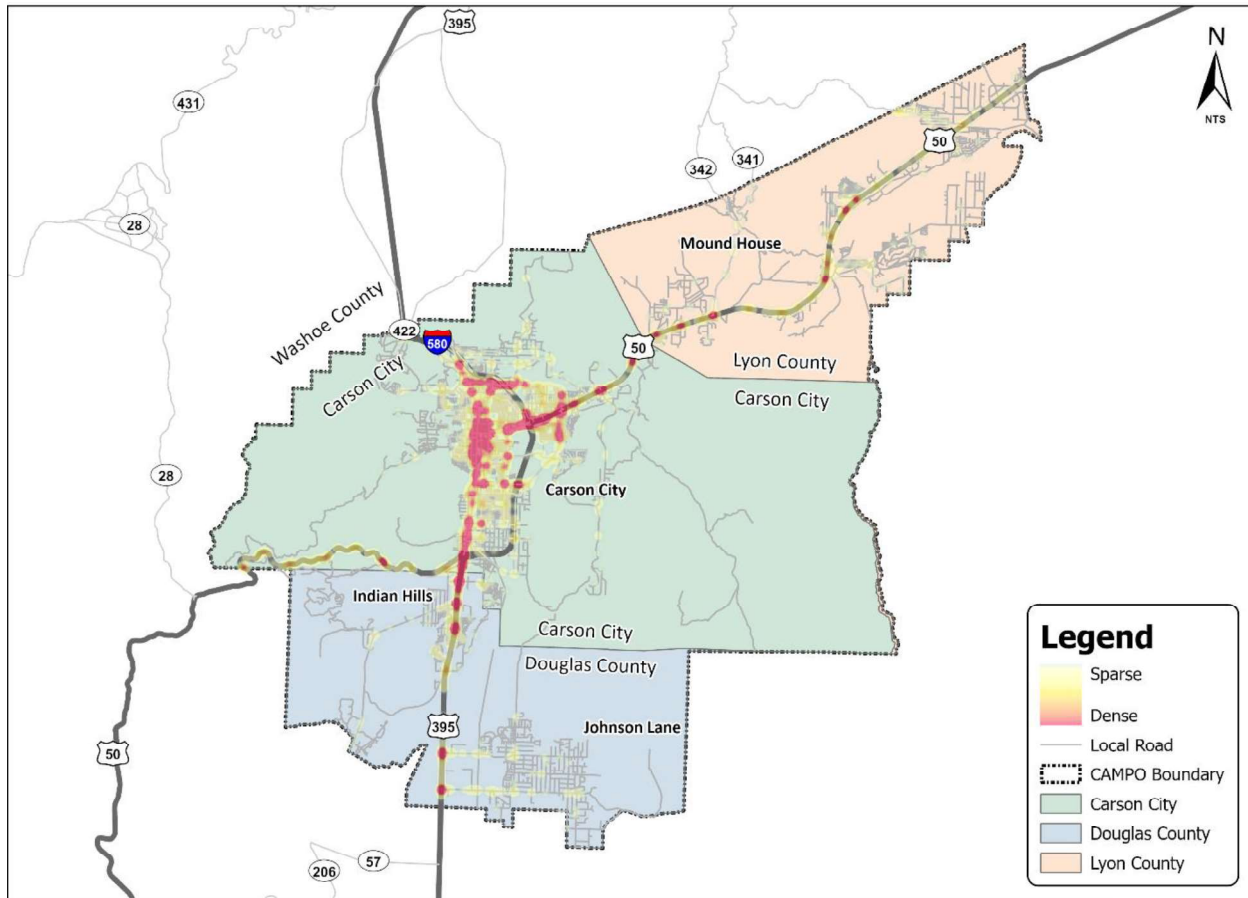 395
N
NTS
431
50
342
341
28
Mound House
Washoe County
422
580
50
Carson City
Lyon County
Carson City
28
Carson City
Indian Hills
Carson City
Douglas County
395
Johnson Lane
50
57
206
Legend
Sparse
Dense
Local Road
CAMPO Boundary
Carson City
Douglas County
Lyon County